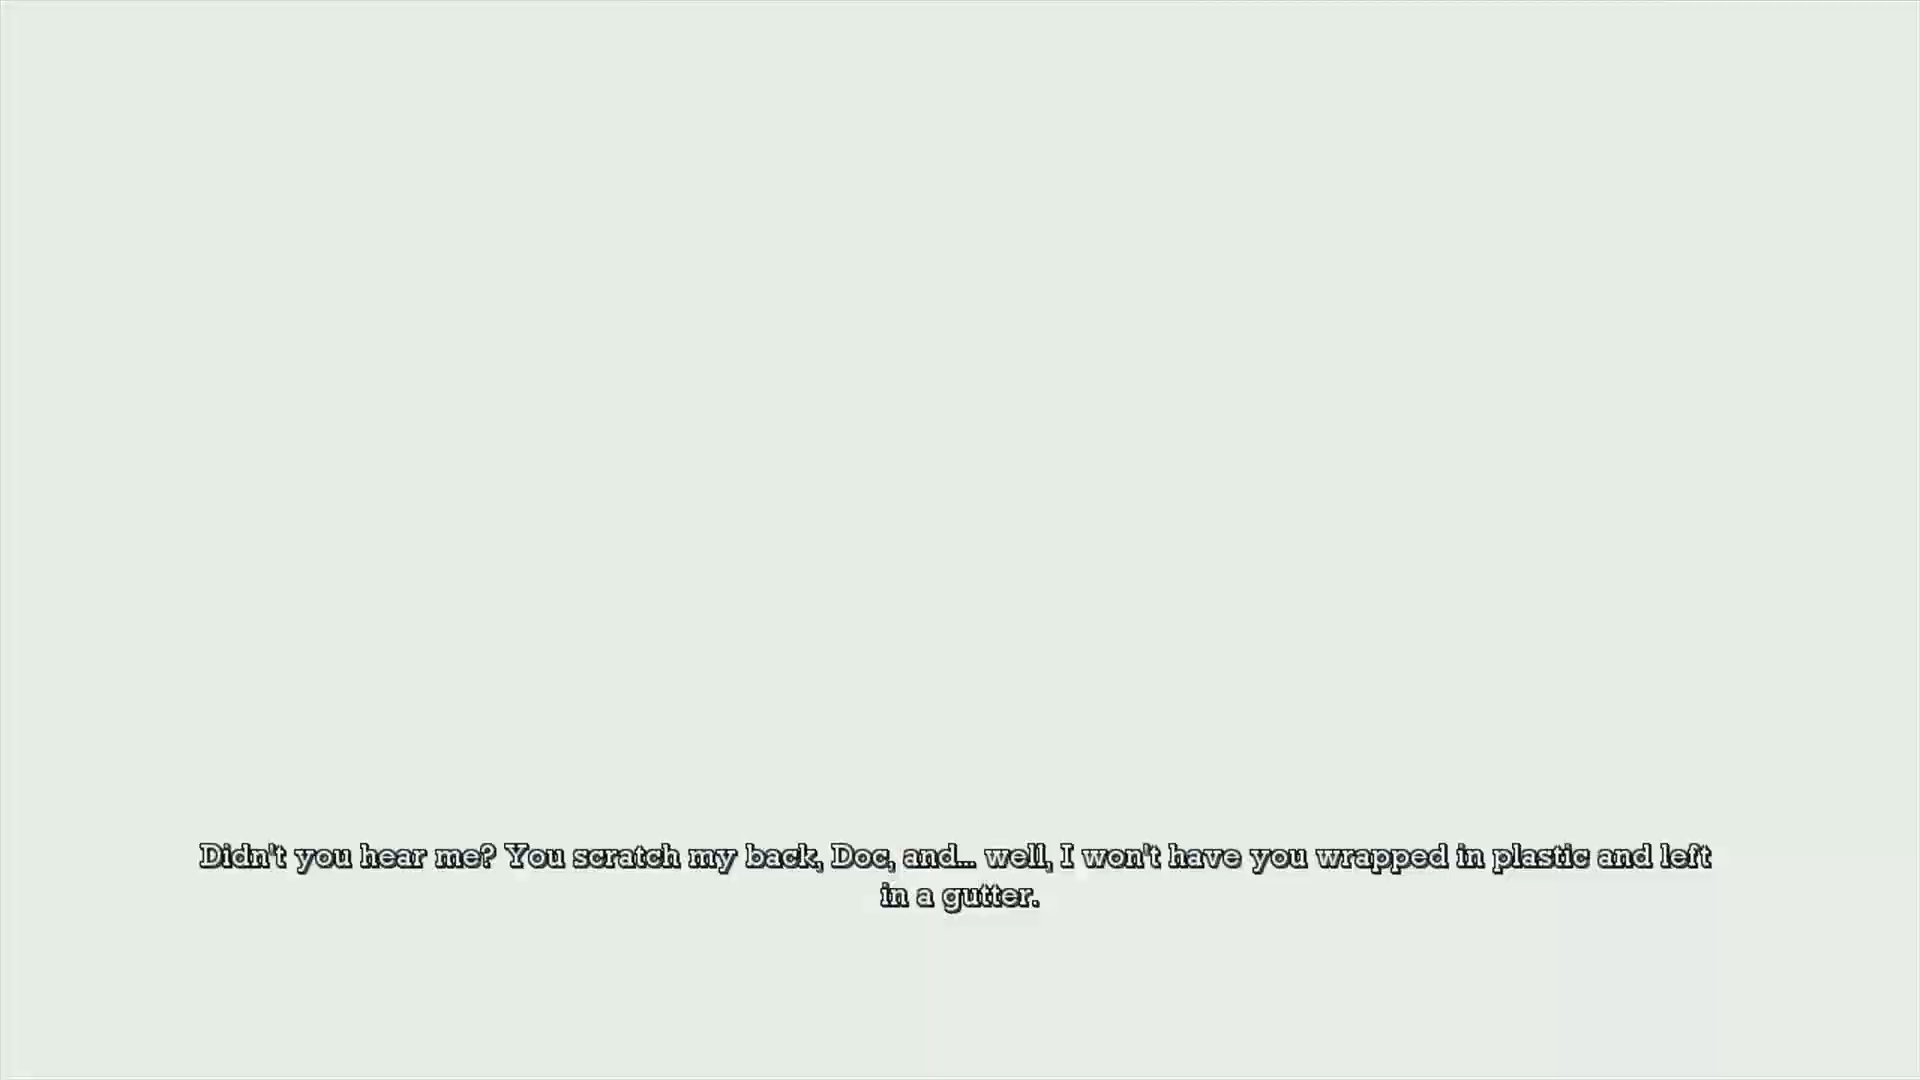 Didn't you hear me? You scratch my back, Doc, and... well, I won't have you wrapped in plastic and left
in a gutter.